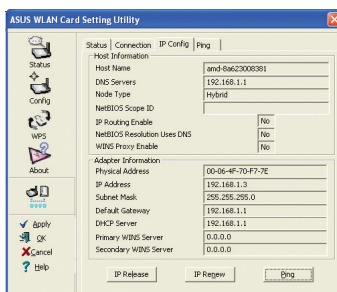 ASUS WLAN Card Setting Utility
Status
Config
WPS
About
Apply
OK
Cancel
Help
Status Connection IP Config Ping
Host Information
Host Name amd-8a623008381
DNS Servers 192.168.1.1
Node Type Hybrid
NetBIOS Scope ID
IP Routing Enable No
NetBIOS Resolution Uses DNS No
WINS Proxy Enable No
Adapter Information
Physical Address 00-06-4F-70-F7-7E
IP Address 192.168.1.3
Subnet Mask 255.255.255.0
Default Gateway 192.168.1.1
DHCP Server 192.168.1.1
Primary WINS Server 0.0.0.0
Secondary WINS Server 0.0.0.0
IP Release IP Renew Ping